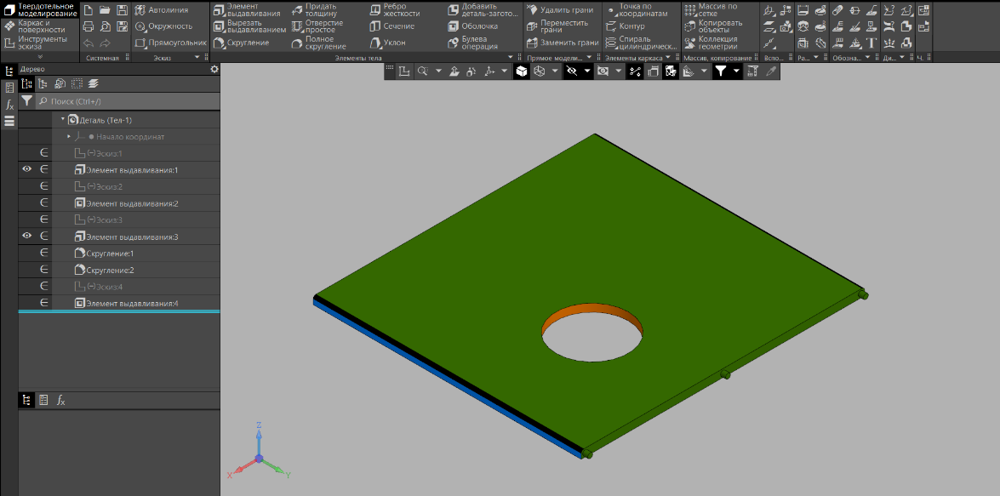 Твердотельное
моделирование
Каркас и
поверхности
Инструменты
эскиза
Системная
Автолиния
Окружность
Прямоугольник
Эскиз
Элемент
выдавливания
Вырезать
выдавливанием
Скругление
Придать
толщину
Отверстие
простое
Полное
скругление
Ребро
жесткости
Сечение
Уклон
Добавить
деталь-загото...
Оболочка
Булева
операция
Элементы тела
Удалить грани
Переместить
грани
Заменить грани
Прямое модели...
Точка по
координатам
Контур
Спираль
цилиндрическ...
Элементы каркаса
Массив по
сетке
Копировать
объекты
Коллекция
геометрии
Массив, копирование
Вспо...
Ра...
Обозна...
Ди...
Ч...
Дерево
Поиск (Ctrl+/)
Деталь (Тел-1)
Начало координат
(−)Эскиз:1
Элемент выдавливания:1
(−)Эскиз:2
Элемент выдавливания:2
(−)Эскиз:3
Элемент выдавливания:3
Скругление:1
Скругление:2
(−)Эскиз:4
Элемент выдавливания:4
Z
X
Y